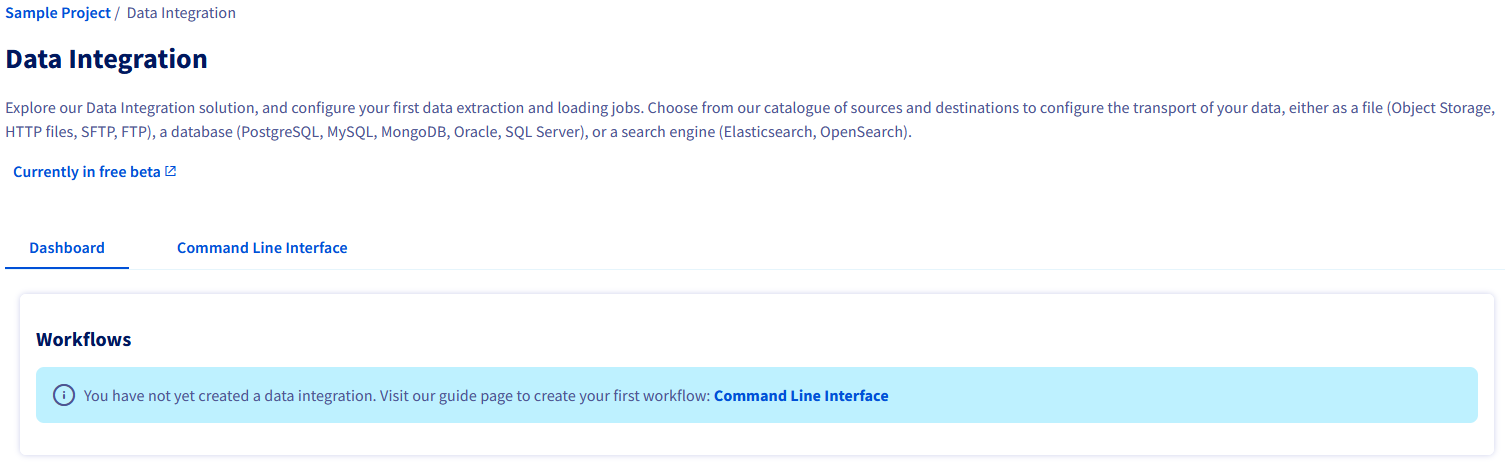 Sample Project / Data Integration
Data Integration
Explore our Data Integration solution, and configure your first data extraction and loading jobs. Choose from our catalogue of sources and destinations to configure the transport of your data, either as a file (Object Storage,
HTTP files, SFTP, FTP), a database (PostgreSQL, MySQL, MongoDB, Oracle, SQL Server), or a search engine (Elasticsearch, OpenSearch).
Currently in free beta
Dashboard Command Line Interface
Workflows
You have not yet created a data integration. Visit our guide page to create your first workflow: Command Line Interface